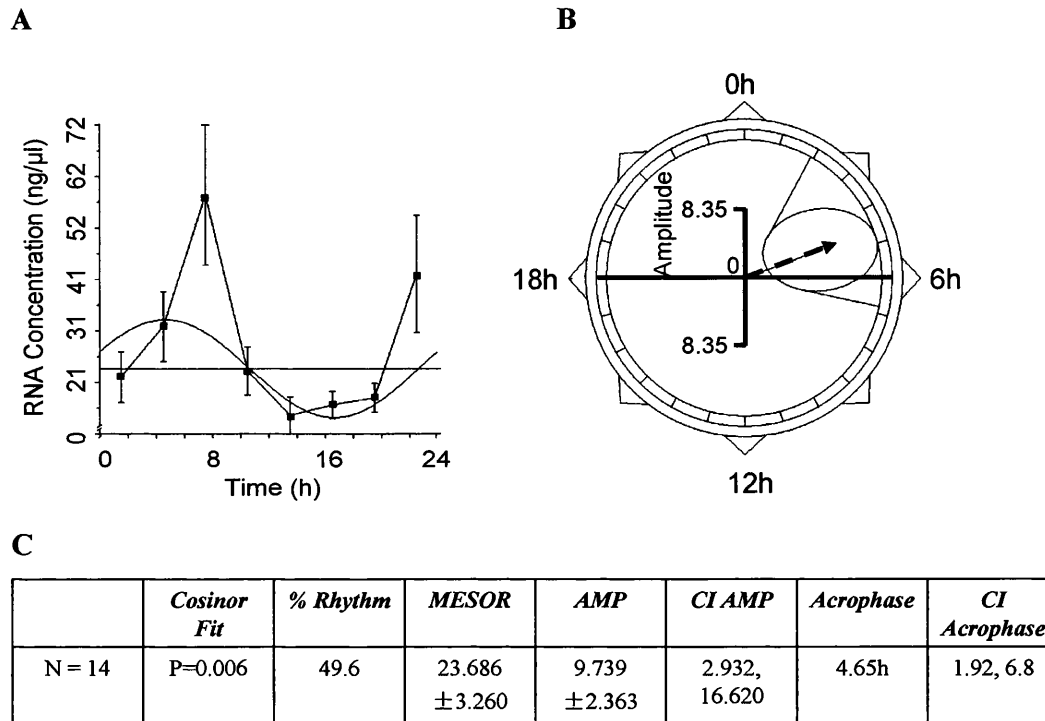 A
B
RNA Concentration (ng/µl)
72
62
52
41
31
21
0
0 8 16 24
Time (h)
0h
Amplitude
8.35
0
8.35
18h
6h
12h
C
Cosinor Fit % Rhythm MESOR AMP CI AMP Acrophase CI Acrophase
N = 14 P=0.006 49.6 23.686 ±3.260 9.739 ±2.363 2.932, 16.620 4.65h 1.92, 6.8